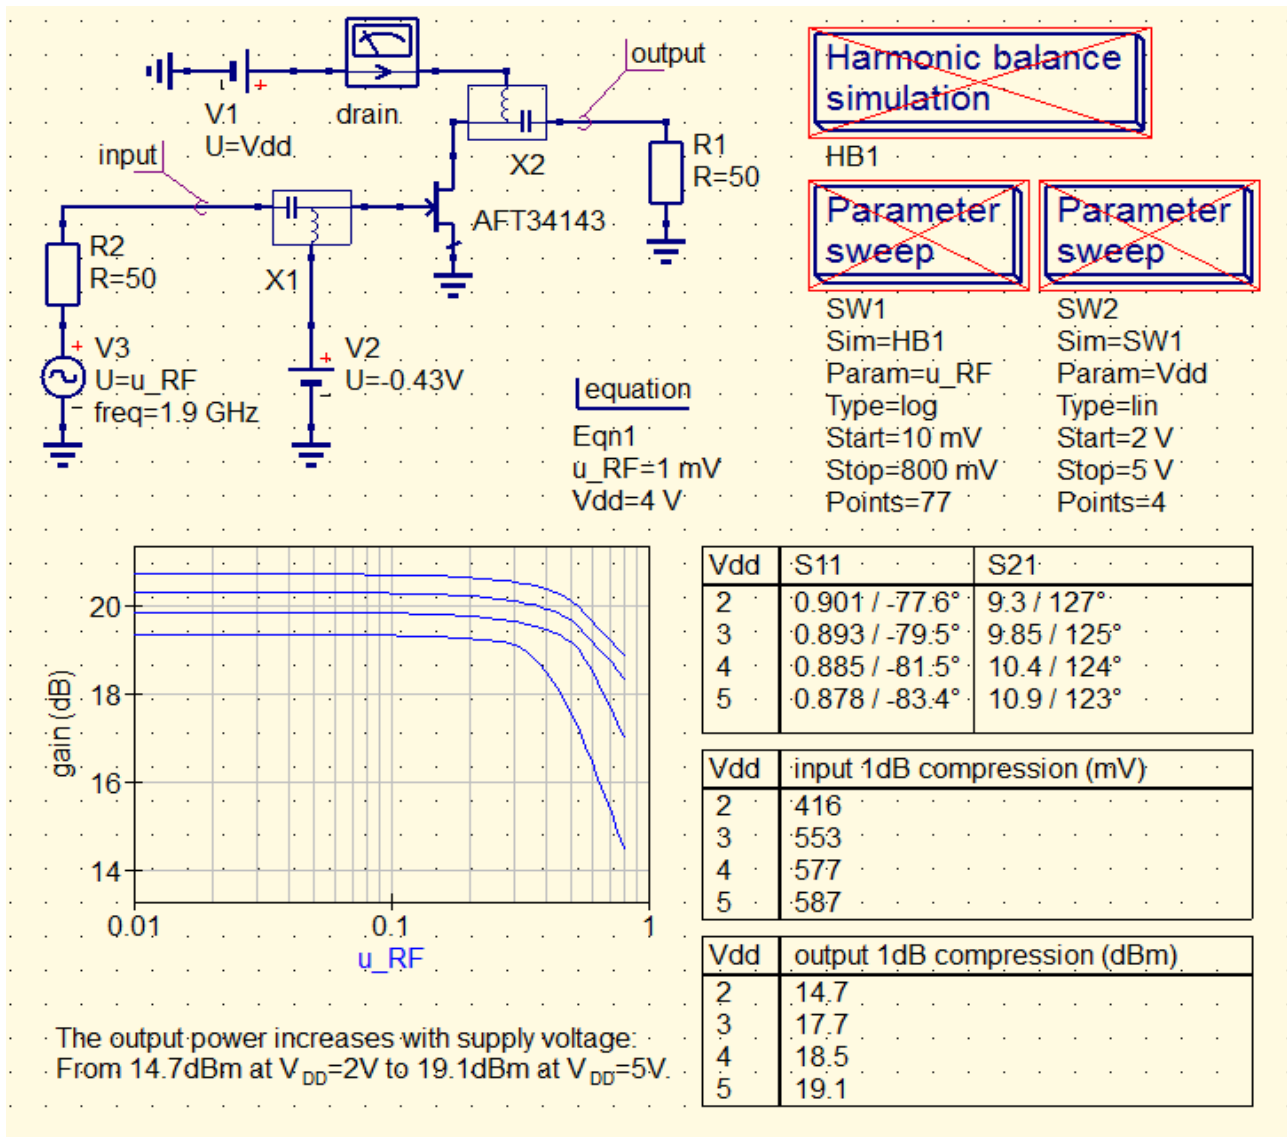 output
Harmonic balance
simulation
V1
U=Vdd
drain
X2
R1
R=50
HB1
input
AFT34143
Parameter
sweep
Parameter
sweep
R2
R=50
X1
SW1
Sim=HB1
Param=u_RF
Type=log
Start=10 mV
Stop=800 mV
Points=77
SW2
Sim=SW1
Param=Vdd
Type=lin
Start=2 V
Stop=5 V
Points=4
V3
U=u_RF
freq=1.9 GHz
V2
U=-0.43V
equation
Eqn1
u_RF=1 mV
Vdd=4 V
gain (dB)
20
18
16
14
0.01
0.1
1
u_RF
Vdd S11 S21
2 0.901 / -77.6° 9.3 / 127°
3 0.893 / -79.5° 9.85 / 125°
4 0.885 / -81.5° 10.4 / 124°
5 0.878 / -83.4° 10.9 / 123°
Vdd input 1dB compression (mV)
2 416
3 553
4 577
5 587
Vdd output 1dB compression (dBm)
2 14.7
3 17.7
4 18.5
5 19.1
The output power increases with supply voltage:
From 14.7dBm at VDD=2V to 19.1dBm at VDD=5V.